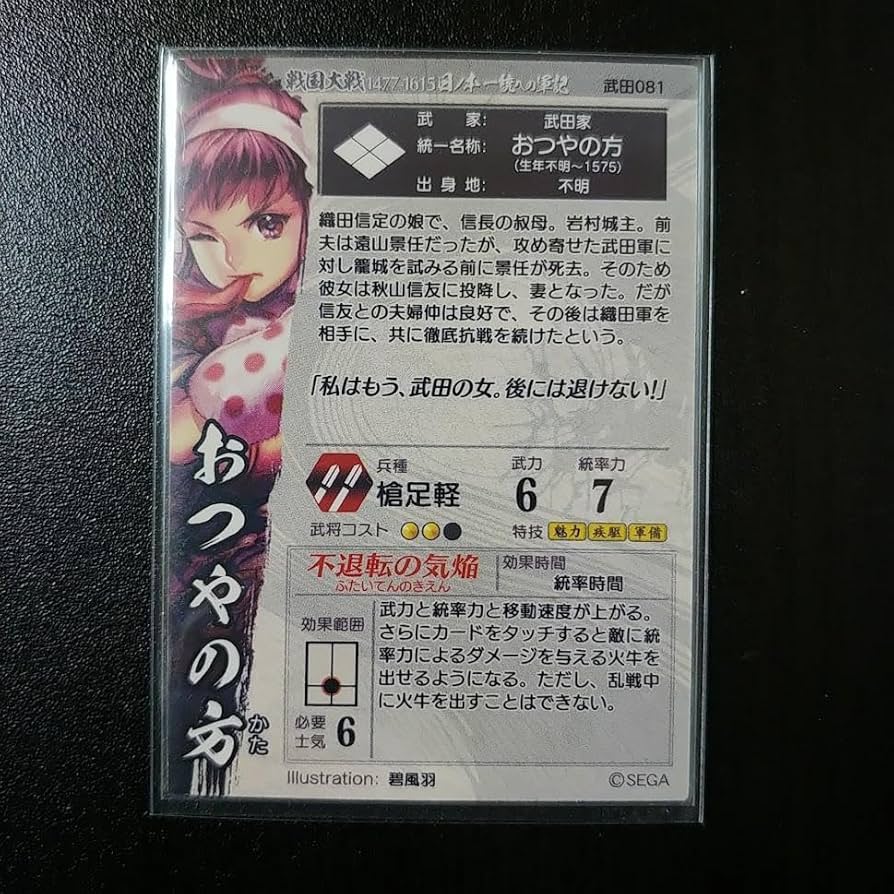 戦国大戦 1477-1615 日ノ本一統への軍記 武田081
武家: 武田家
統一名称: おつやの方
(生年不明~1575)
出身地: 不明
織田信定の娘で、信長の叔母。岩村城主。前
夫は遠山景任だったが、攻め寄せた武田軍に
対し籠城を試みる前に景任が死去。そのため
彼女は秋山信友に投降し、妻となった。だが
信友との夫婦仲は良好で、その後は織田軍を
相手に、共に徹底抗戦を続けたという。
「私はもう、武田の女。後には退けない!」
兵種 武力 統率力
槍足軽 6 7
武将コスト 特技 魅力 疾駆 軍備
不退転の気焔 効果時間
ふたいてんのきえん 統率時間
効果範囲
必要士気 6
武力と統率力と移動速度が上がる。
さらにカードをタッチすると敵に統
率力によるダメージを与える火牛を
出せるようになる。ただし、乱戦中
に火牛を出すことはできない。
おつやの方
かた
Illustration: 碧風羽 ©SEGA